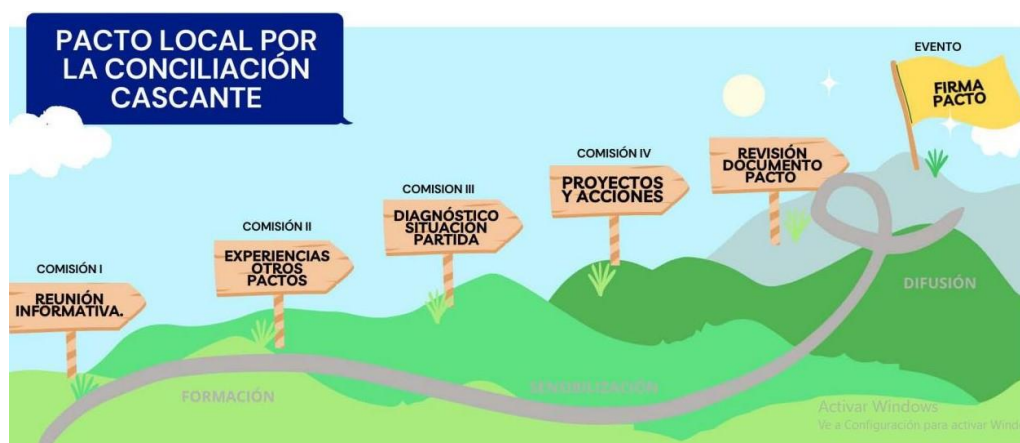 PACTO LOCAL POR
LA CONCILIACIÓN
CASCANTE
EVENTO
FIRMA
PACTO
REVISIÓN
DOCUMENTO
PACTO
COMISIÓN IV
PROYECTOS
Y ACCIONES
COMISION III
DIAGNÓSTICO
SITUACIÓN
PARTIDA
COMISIÓN II
EXPERIENCIAS
OTROS
PACTOS
COMISIÓN I
REUNIÓN
INFORMATIVA.
DIFUSIÓN
SENSIBILIZACIÓN
FORMACIÓN
Activar Windows
Ve a Configuración para activar Wind